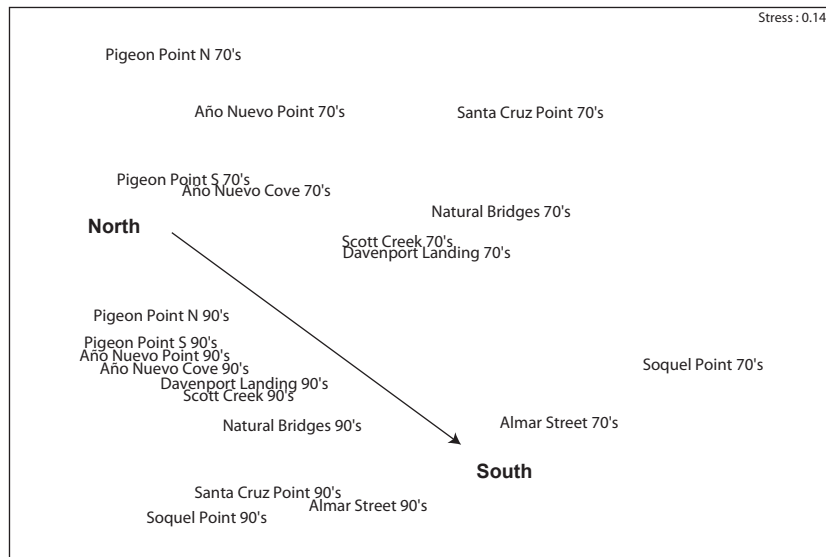 Stress : 0.14
Pigeon Point N 70's
Año Nuevo Point 70's
Santa Cruz Point 70's
Pigeon Point S 70's
Año Nuevo Cove 70's
Natural Bridges 70's
North
Scott Creek 70's
Davenport Landing 70's
Pigeon Point N 90's
Pigeon Point S 90's
Año Nuevo Point 90's
Año Nuevo Cove 90's
Soquel Point 70's
Davenport Landing 90's
Scott Creek 90's
Natural Bridges 90's
Almar Street 70's
South
Santa Cruz Point 90's
Almar Street 90's
Soquel Point 90's